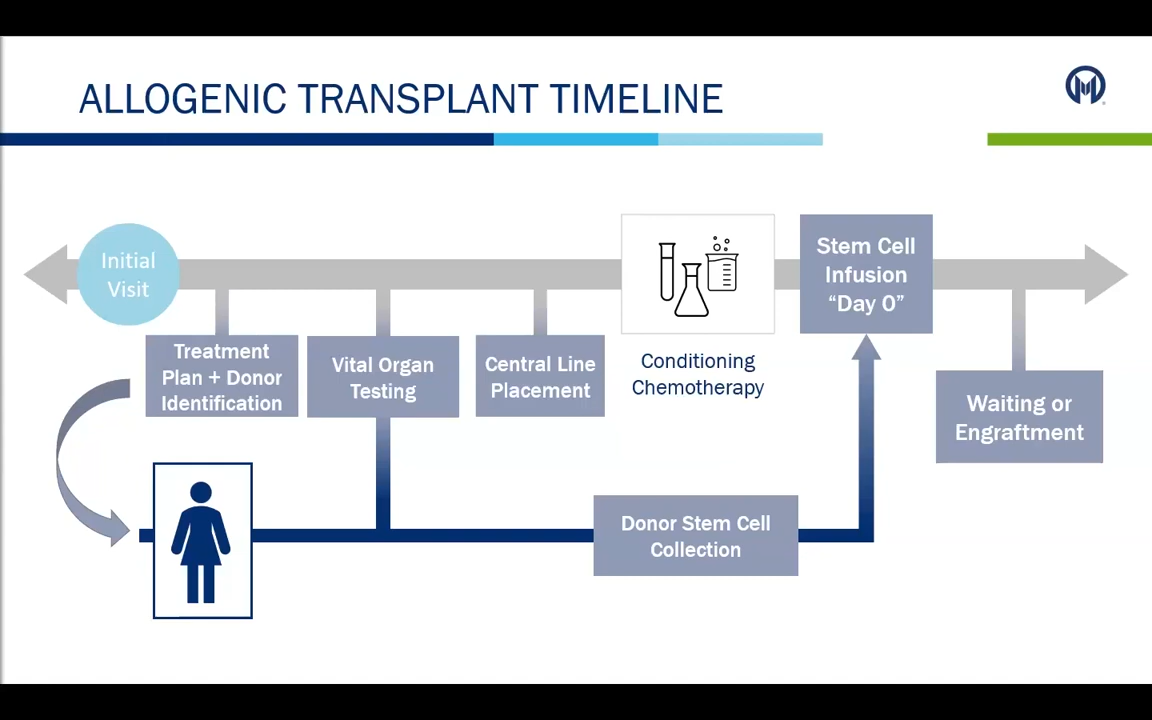 ALLOGENIC TRANSPLANT TIMELINE
Initial
Visit
Treatment
Plan + Donor
Identification
Vital Organ
Testing
Central Line
Placement
Conditioning
Chemotherapy
Stem Cell
Infusion
“Day 0”
Waiting or
Engraftment
Donor Stem Cell
Collection